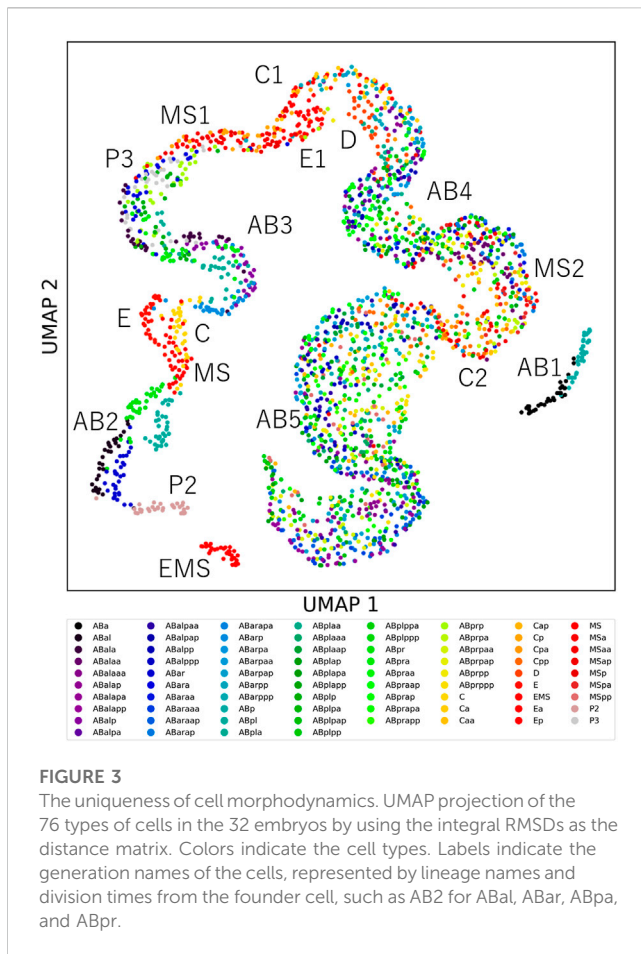 C1
MS1
E1
D
P3
AB3
AB4
MS2
E
C
MS
C2
AB1
AB2
AB5
P2
EMS
UMAP 2
UMAP 1
ABa ABalpaa ABarapa ABplaa ABplppa ABprp Cap MS
ABal ABalpap ABarp ABplaaa ABplppp ABprpa Cp MSa
ABala ABalpp ABarpa ABplaap ABpr ABprpaa Cpa MSaa
ABalaa ABalppp ABarpaa ABplap ABpra ABprpap Cpp MSap
ABalaaa ABar ABarpap ABplapa ABpraa ABprpp D MSp
ABalap ABara ABarpp ABplapp ABpraap ABprppp E MSpa
ABalapa ABaraa ABarppp ABplp ABprap C EMS MSpp
ABalapp ABaraaa ABp ABplpa ABprapa Ca Ea P2
ABalp ABaraap ABpl ABplpap ABprapp Caa Ep P3
ABalpa ABarap ABpla ABplpp
FIGURE 3
The uniqueness of cell morphodynamics. UMAP projection of the
76 types of cells in the 32 embryos by using the integral RMSDs as the
distance matrix. Colors indicate the cell types. Labels indicate the
generation names of the cells, represented by lineage names and
division times from the founder cell, such as AB2 for ABal, ABar, ABpa,
and ABpr.